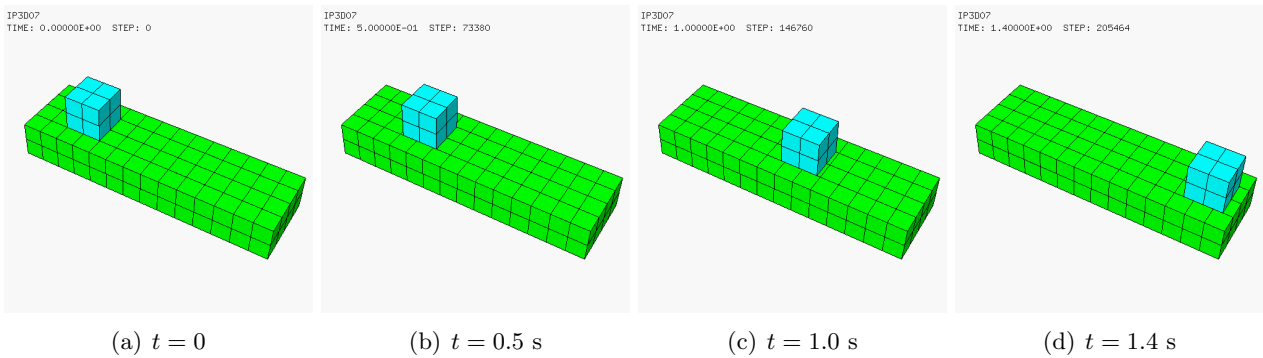 IP3D07
TIME: 0.00000E+00 STEP: 0
IP3D07
TIME: 5.00000E-01 STEP: 73380
IP3D07
TIME: 1.00000E+00 STEP: 146760
IP3D07
TIME: 1.40000E+00 STEP: 205464
(a) t = 0
(b) t = 0.5 s
(c) t = 1.0 s
(d) t = 1.4 s